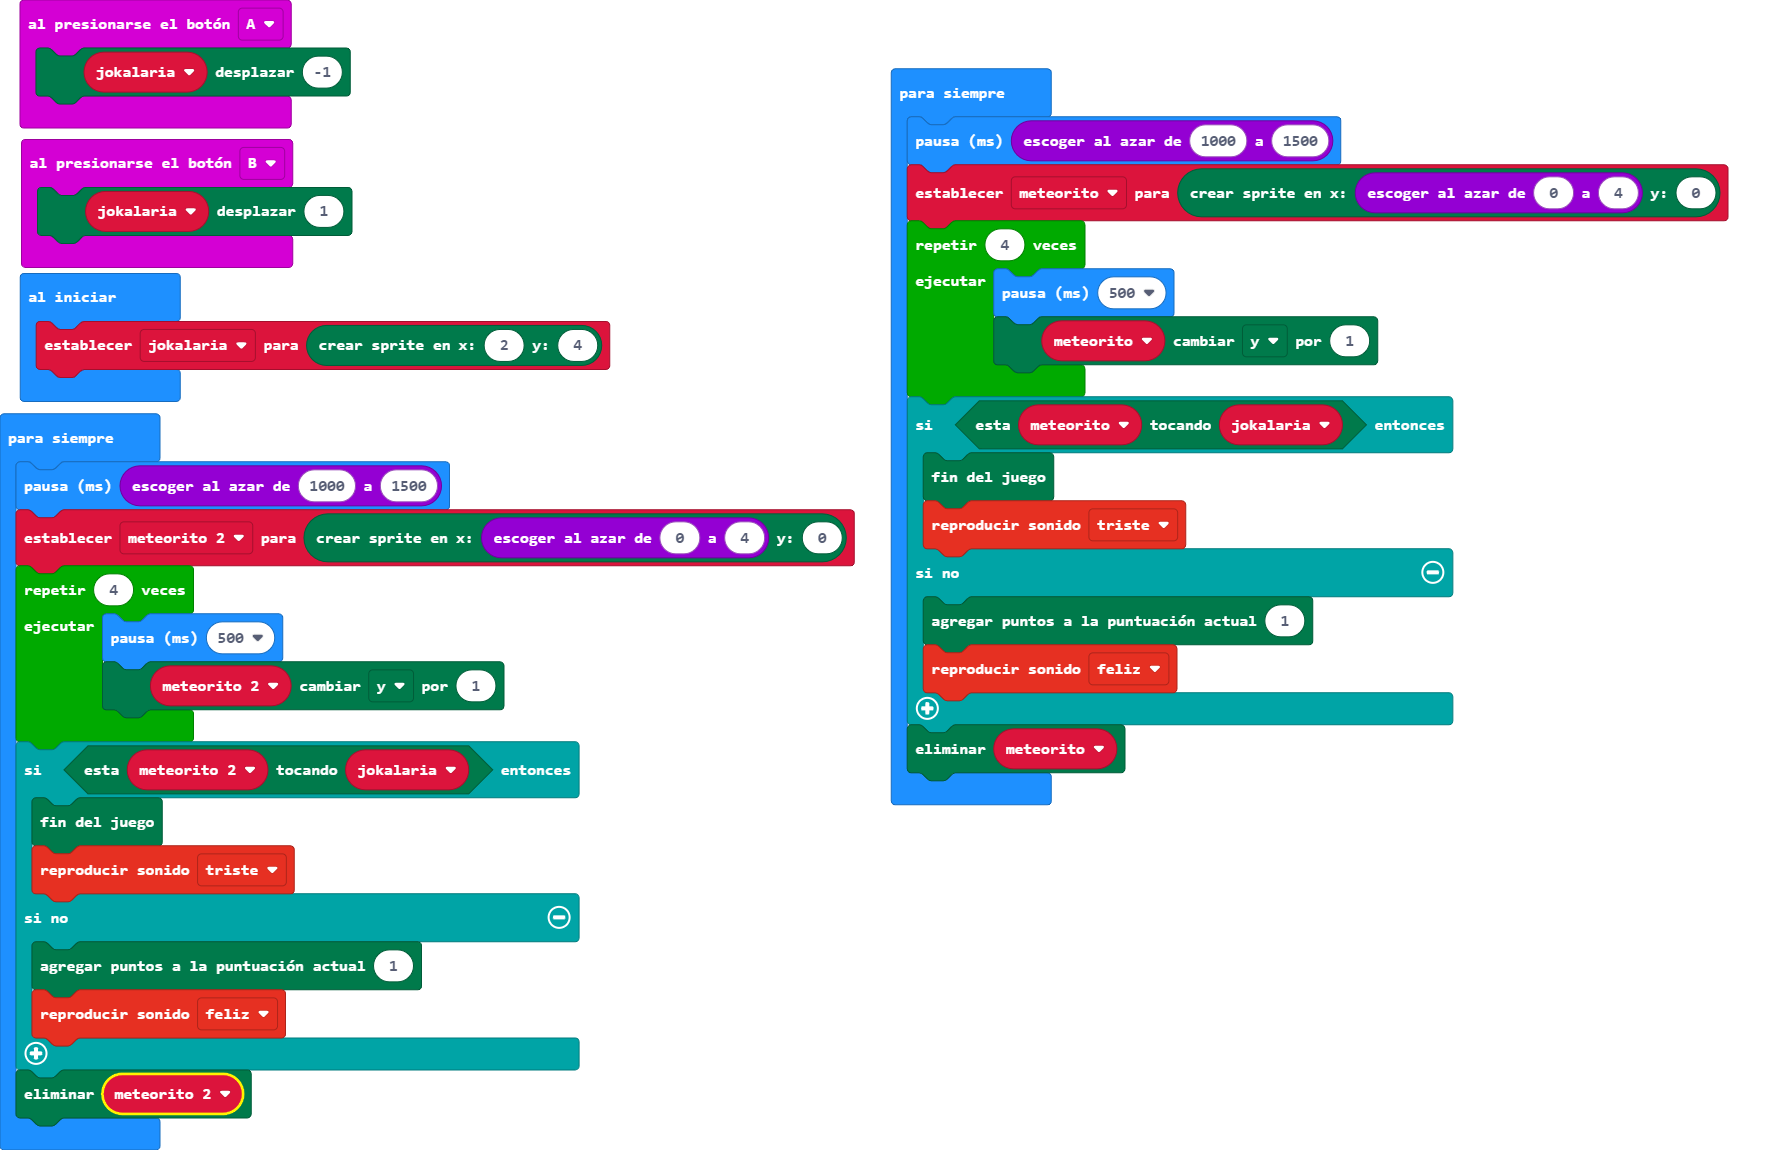 al presionarse el botón A
jokalaria desplazar -1
al presionarse el botón B
jokalaria desplazar 1
al iniciar
establecer jokalaria para crear sprite en x: 2 y: 4
para siempre
pausa (ms) escoger al azar de 1000 a 1500
establecer meteorito 2 para crear sprite en x: escoger al azar de 0 a 4 y: 0
repetir 4 veces
ejecutar
pausa (ms) 500
meteorito 2 cambiar y por 1
si esta meteorito 2 tocando jokalaria entonces
fin del juego
reproducir sonido triste
si no
agregar puntos a la puntuación actual 1
reproducir sonido feliz
eliminar meteorito 2
para siempre
pausa (ms) escoger al azar de 1000 a 1500
establecer meteorito para crear sprite en x: escoger al azar de 0 a 4 y: 0
repetir 4 veces
ejecutar
pausa (ms) 500
meteorito cambiar y por 1
si esta meteorito tocando jokalaria entonces
fin del juego
reproducir sonido triste
si no
agregar puntos a la puntuación actual 1
reproducir sonido feliz
eliminar meteorito